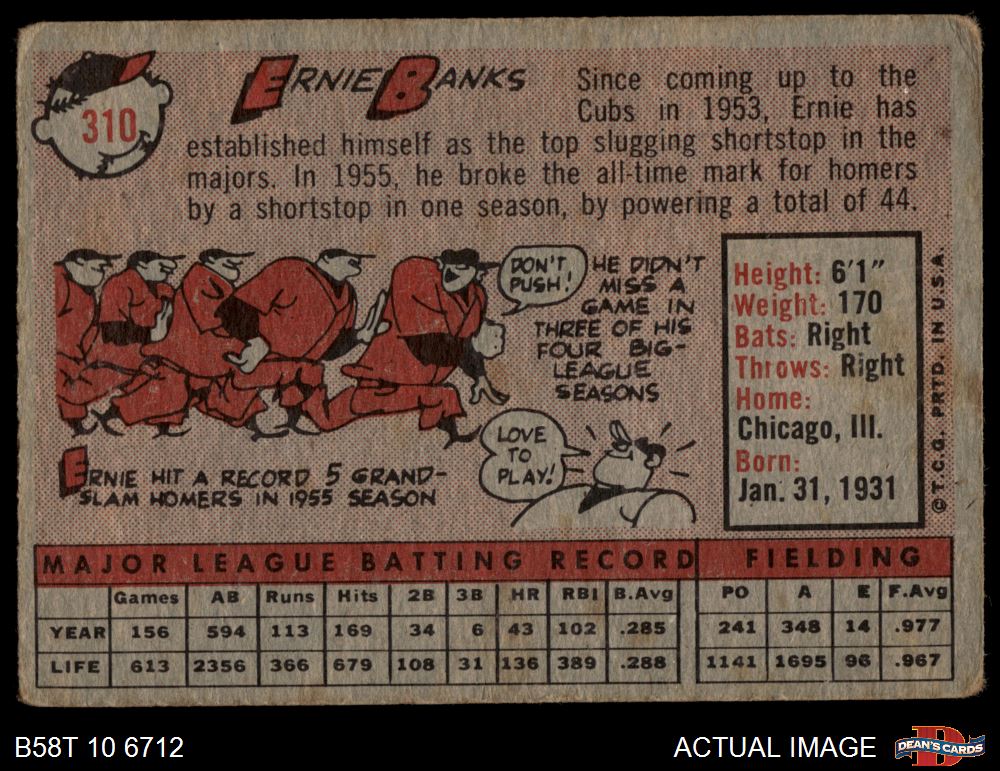 310
ERNIE BANKS
Since coming up to the
Cubs in 1953, Ernie has
established himself as the top slugging shortstop in the
majors. In 1955, he broke the all-time mark for homers
by a shortstop in one season, by powering a total of 44.
DON'T
PUSH!
HE DIDN'T
MISS A
GAME IN
THREE OF HIS
FOUR BIG-
LEAGUE
SEASONS
LOVE
TO
PLAY!
ERNIE HIT A RECORD 5 GRAND-
SLAM HOMERS IN 1955 SEASON
Height: 6'1"
Weight: 170
Bats: Right
Throws: Right
Home:
Chicago, Ill.
Born:
Jan. 31, 1931
© T.C.G. PRTD. IN U.S.A.
MAJOR LEAGUE BATTING RECORD FIELDING
Games AB Runs Hits 2B 3B HR RBI B.Avg PO A E F.Avg
YEAR 156 594 113 169 34 6 43 102 .285 241 348 14 .977
LIFE 613 2356 366 679 108 31 136 389 .288 1141 1695 96 .967
B58T 10 6712
ACTUAL IMAGE
DEAN'S CARDS